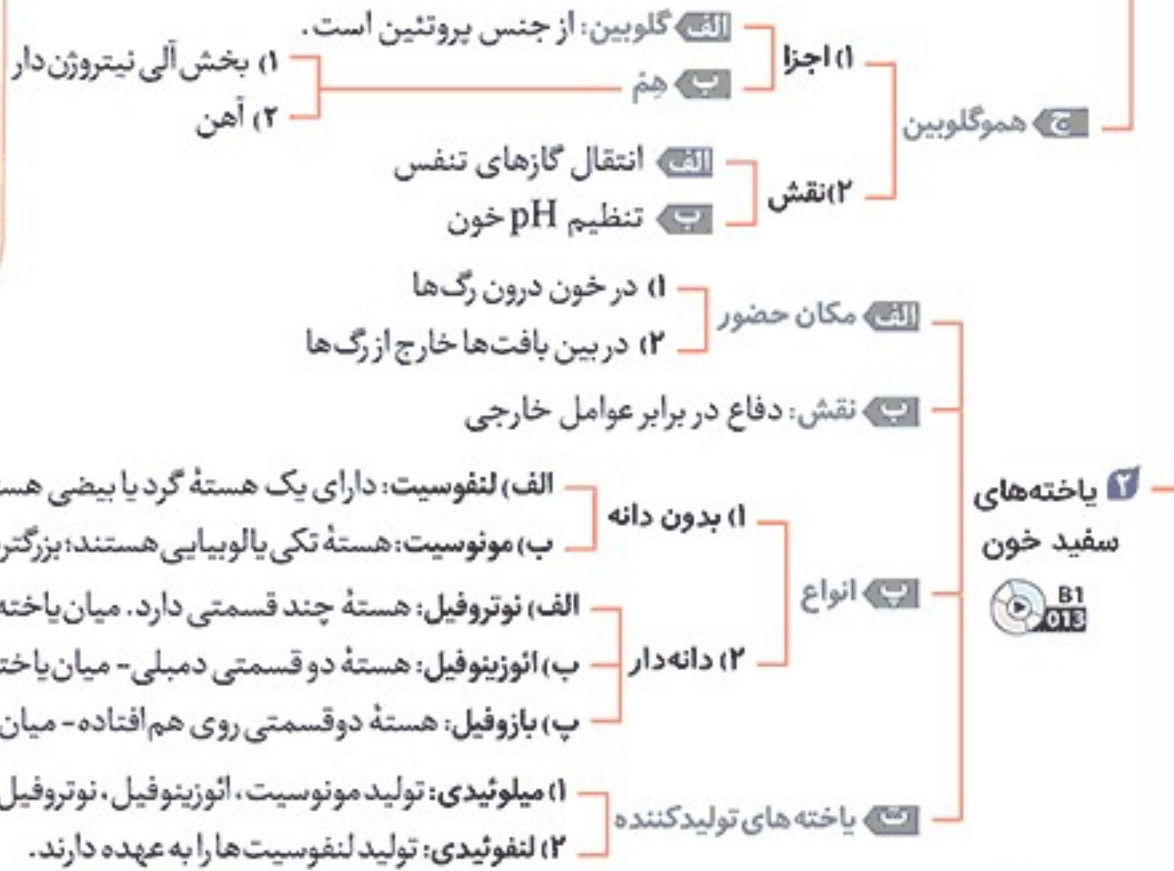 ج) هموگلوبین
۱) اجزا
الف) گلوبین: از جنس پروتئین است.
ب) هِم
۱) بخش آلی نیتروژن‌دار
۲) آهن
۲) نقش
الف) انتقال گازهای تنفس
ب) تنظیم pH خون
۲ یاخته‌های
سفید خون
B1
013
الف) مکان حضور
۱) در خون درون رگ‌ها
۲) در بین بافت‌ها خارج از رگ‌ها
ب) نقش: دفاع در برابر عوامل خارجی
پ) انواع
۱) بدون دانه
الف) لنفوسیت: دارای یک هستهٔ گرد یا بیضی
ب) مونوسیت: هستهٔ تکی یا لوبیایی هستند؛
۲) دانه‌دار
الف) نوتروفیل: هستهٔ چند قسمتی دارد. میان‌یاخته
ب) ائوزینوفیل: هستهٔ دو قسمتی دمبلی- میان
پ) بازوفیل: هستهٔ دوقسمتی روی هم افتاده- میان
ت) یاخته های تولیدکننده
۱) میلوئیدی: تولید مونوسیت، ائوزینوفیل، نوتروفیل
۲) لنفوئیدی: تولید لنفوسیت‌ها را به عهده دارند.